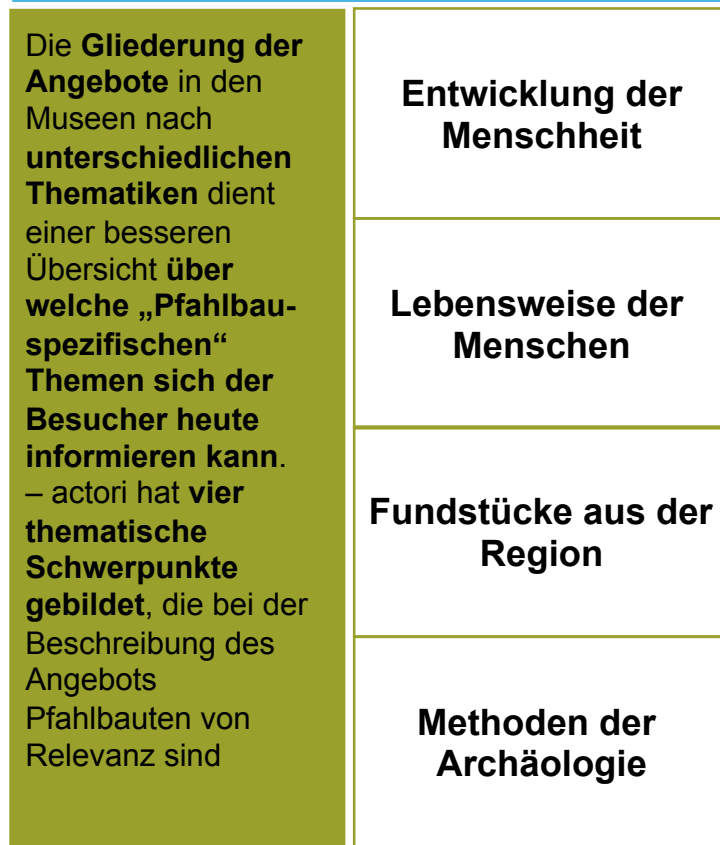 Die Gliederung der
Angebote in den
Museen nach
unterschiedlichen
Thematiken dient
einer besseren
Übersicht über
welche „Pfahlbau-
spezifischen“
Themen sich der
Besucher heute
informieren kann.
– actori hat vier
thematische
Schwerpunkte
gebildet, die bei der
Beschreibung des
Angebots
Pfahlbauten von
Relevanz sind
Entwicklung der
Menschheit
Lebensweise der
Menschen
Fundstücke aus der
Region
Methoden der
Archäologie